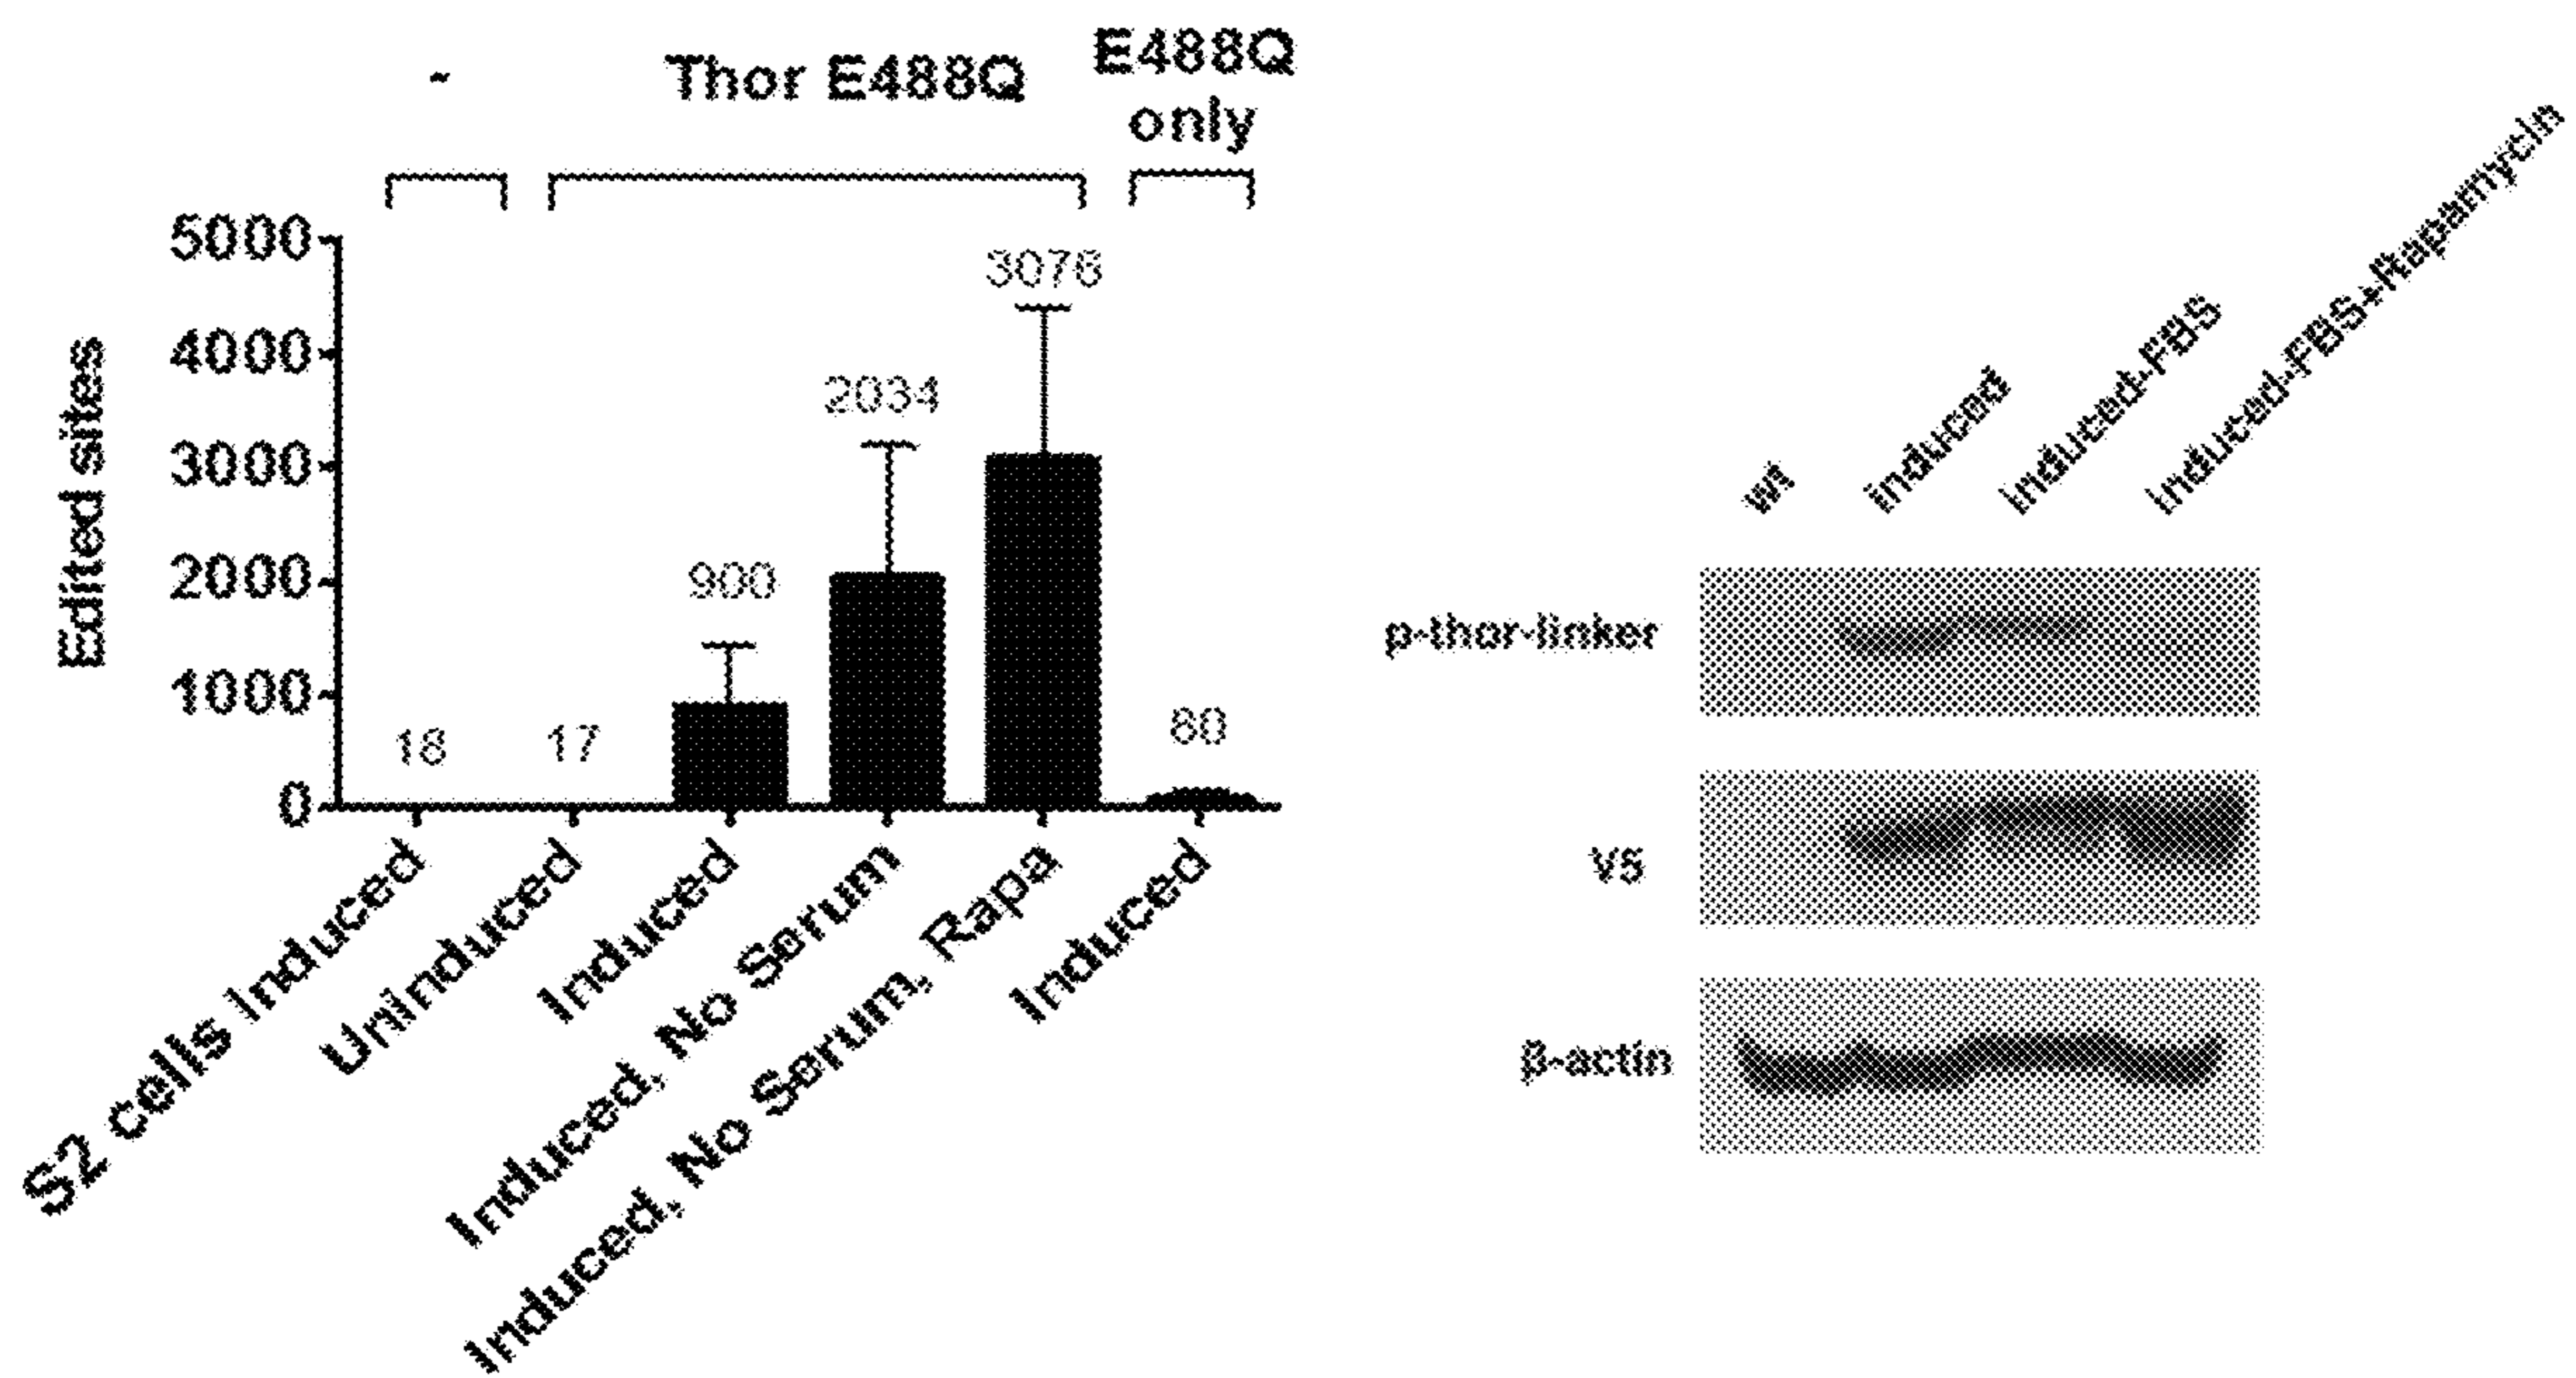 -
Thor E488Q
E488Q
only
5000
4000
3000
2000
1000
0
Edited sites
18
17
900
2034
3076
80
S2 cells Induced
Uninduced
Induced
Induced, No Serum
Induced, No Serum, Rapa
Induced
wt
induced
induced-FBS
induced-FBS+Rapamycin
p-thor-linker
V5
β-actin